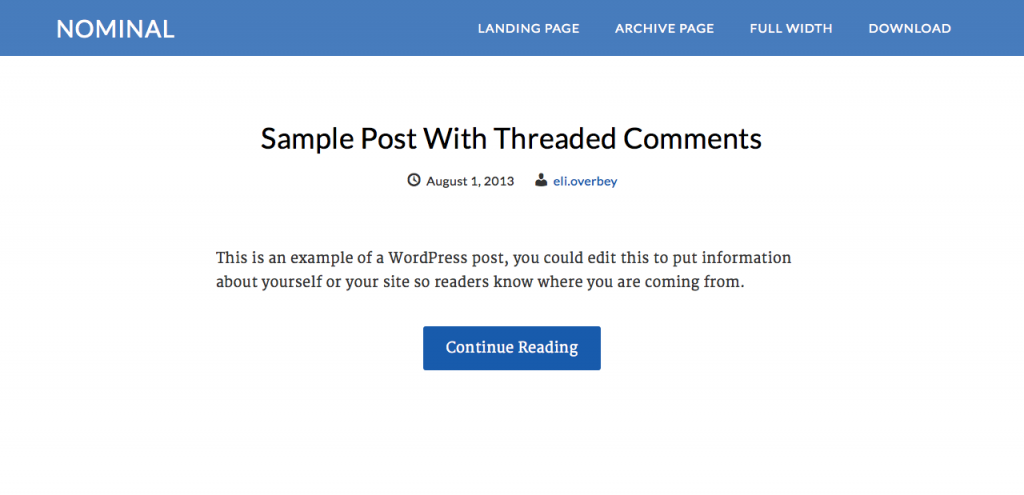 NOMINAL LANDING PAGE ARCHIVE PAGE FULL WIDTH DOWNLOAD
Sample Post With Threaded Comments
August 1, 2013 eli.overbey
This is an example of a WordPress post, you could edit this to put information
about yourself or your site so readers know where you are coming from.
Continue Reading